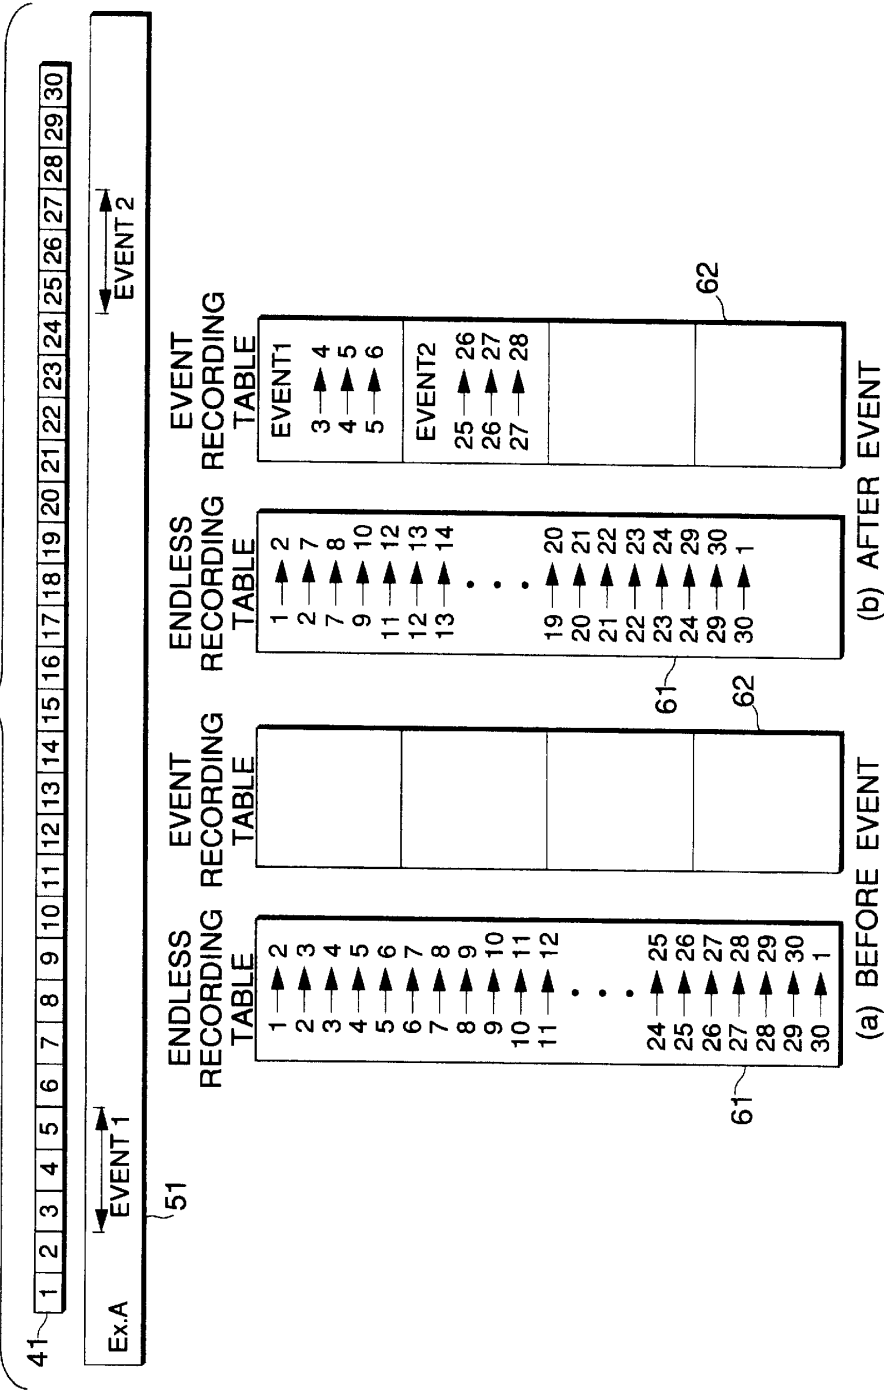 41
1 2 3 4 5 6 7 8 9 10 11 12 13 14 15 16 17 18 19 20 21 22 23 24 25 26 27 28 29 30
Ex.A
EVENT 1
EVENT 2
51
ENDLESS
RECORDING
TABLE
1→2
2→3
3→4
4→5
5→6
6→7
7→8
8→9
9→10
10→11
11→12
• • •
24→25
25→26
26→27
27→28
28→29
29→30
30→1
61
EVENT
RECORDING
TABLE
62
(a) BEFORE EVENT
ENDLESS
RECORDING
TABLE
1→2
2→7
7→8
9→10
11→12
12→13
13→14
• • •
19→20
20→21
21→22
22→23
23→24
24→29
29→30
30→1
61
EVENT
RECORDING
TABLE
EVENT1
3→4
4→5
5→6
EVENT2
25→26
26→27
27→28
62
(b) AFTER EVENT